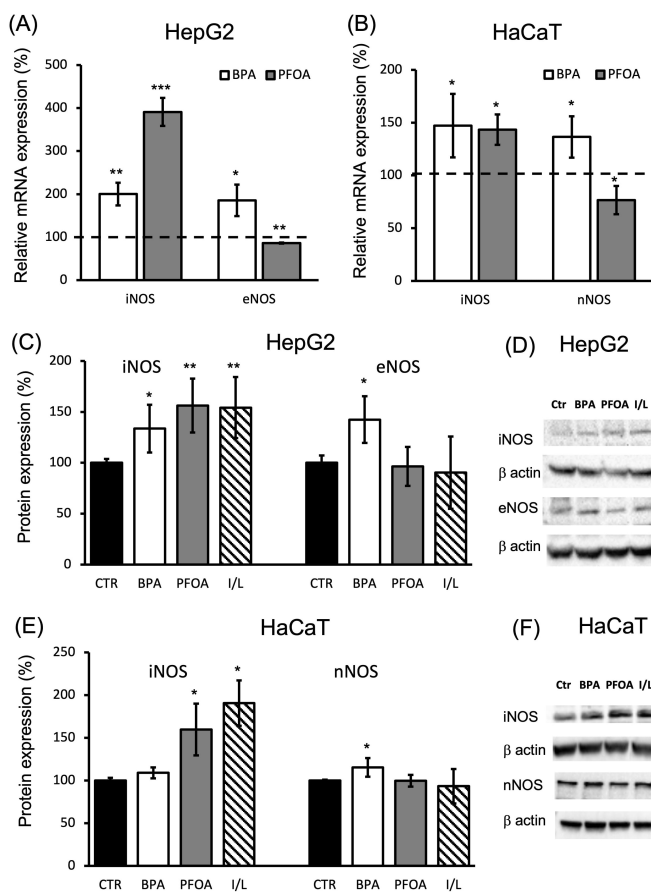 (A)
HepG2
Relative mRNA expression (%)
500
400
300
200
100
0
BPA
PFOA
**
***
*
**
iNOS
eNOS
(B)
HaCaT
Relative mRNA expression (%)
200
150
100
50
0
BPA
PFOA
*
*
*
*
iNOS
nNOS
(C)
HepG2
Protein expression (%)
200
150
100
50
0
iNOS
eNOS
*
**
**
*
CTR BPA PFOA I/L
CTR BPA PFOA I/L
(D)
HepG2
Ctr BPA PFOA I/L
iNOS
β actin
eNOS
β actin
(E)
HaCaT
Protein expression (%)
250
200
150
100
50
0
iNOS
nNOS
*
*
*
CTR BPA PFOA I/L
CTR BPA PFOA I/L
(F)
HaCaT
Ctr BPA PFOA I/L
iNOS
β actin
nNOS
β actin